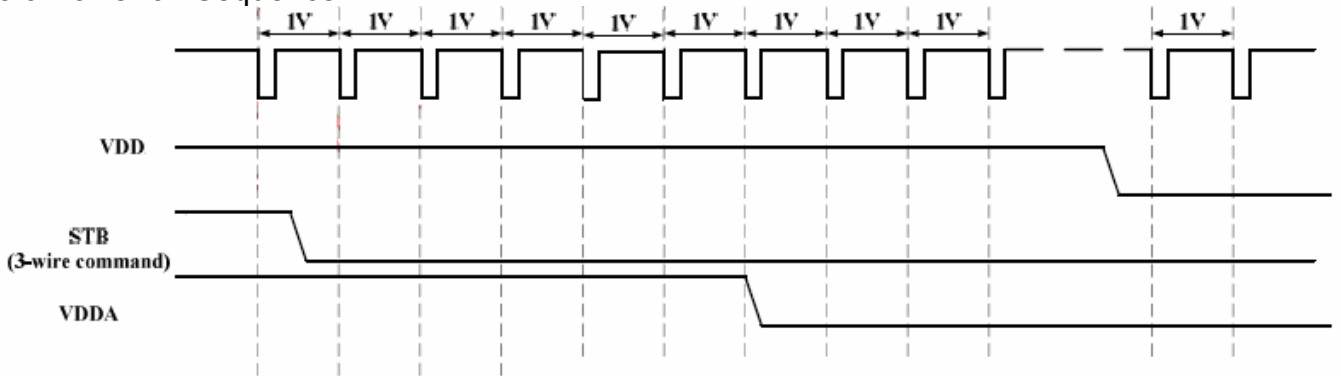 1V 1V 1V 1V 1V 1V 1V 1V 1V 1V
VDD
STB
(3-wire command)
VDDA